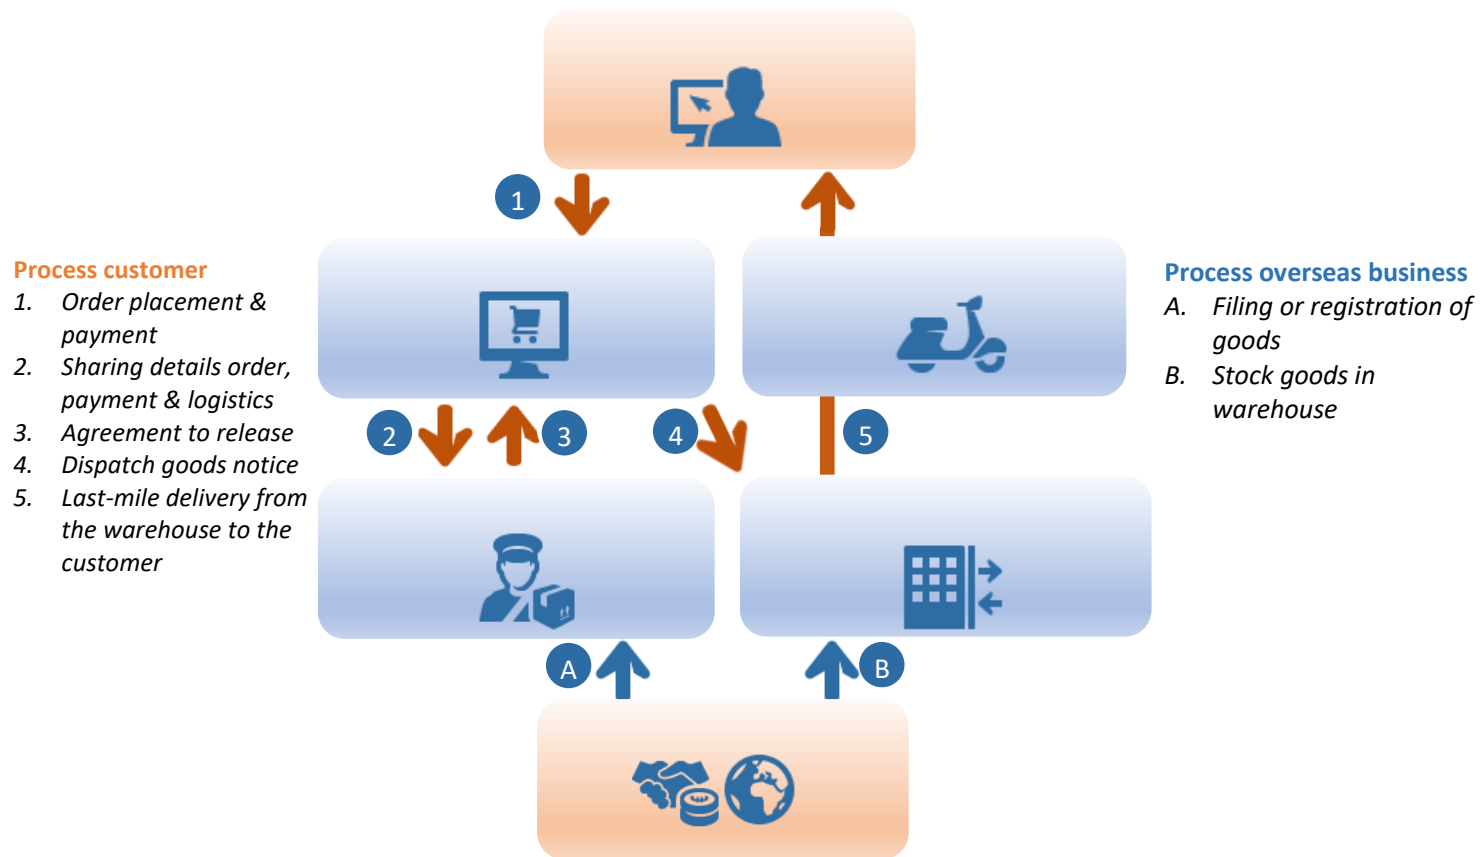 1
Process customer
1. Order placement &
payment
2. Sharing details order,
payment & logistics
3. Agreement to release
4. Dispatch goods notice
5. Last-mile delivery from
the warehouse to the
customer
2
3
4
5
Process overseas business
A. Filing or registration of
goods
B. Stock goods in
warehouse
A
B